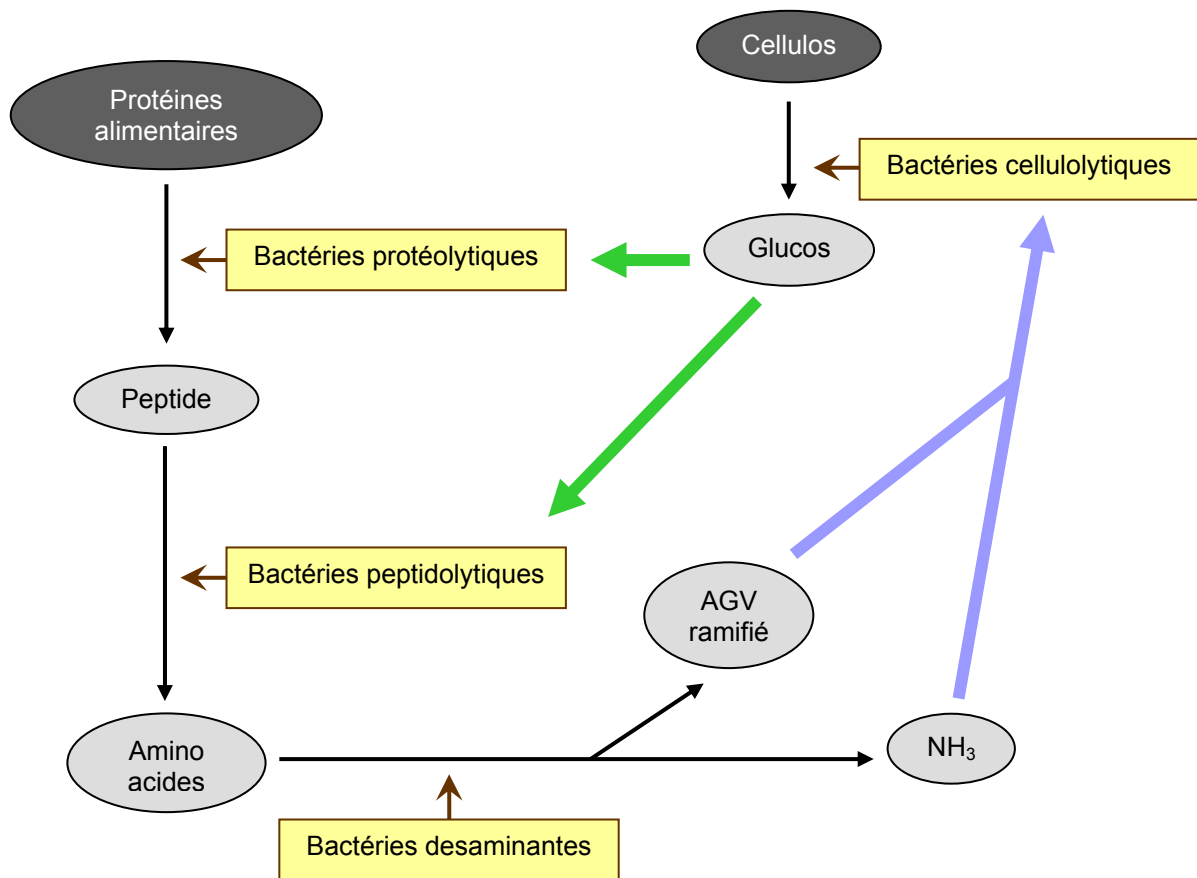 Cellulos
Protéines
alimentaires
Bactéries cellulolytiques
Bactéries protéolytiques
Glucos
Peptide
Bactéries peptidolytiques
AGV
ramifié
Amino
acides
NH₃
Bactéries desaminantes